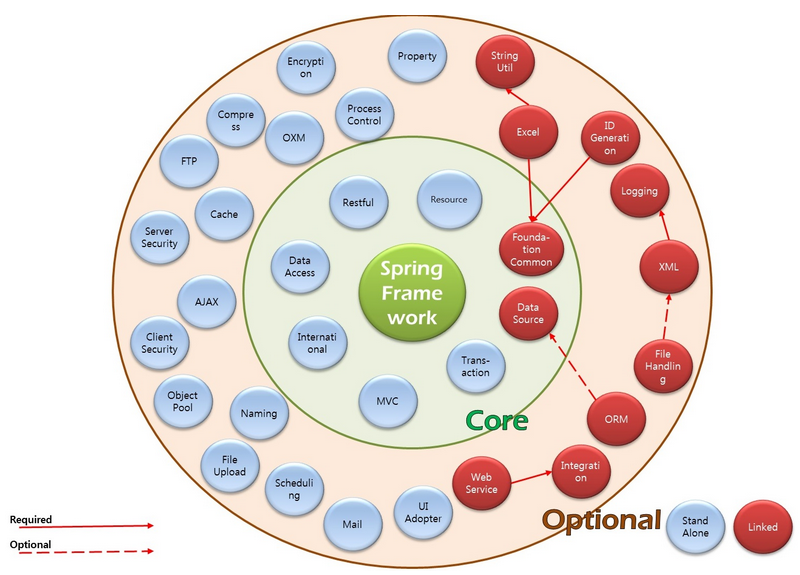 Encrypti
on
Property
String
Util
Compre
ss
Process
Control
OXM
Excel
ID
Generati
on
FTP
Logging
Cache
Restful
Resource
Server
Security
Founda-
tion
Common
Data
Access
Spring
Frame
work
XML
AJAX
Data
Source
Client
Security
Internati
onal
Trans-
action
File
Handlin
g
Object
Pool
Naming
MVC
Core
ORM
File
Upload
Scheduli
ng
Web
Service
Integrati
on
Mail
UI
Adopter
Optional
Stand
Alone
Linked
Required
Optional